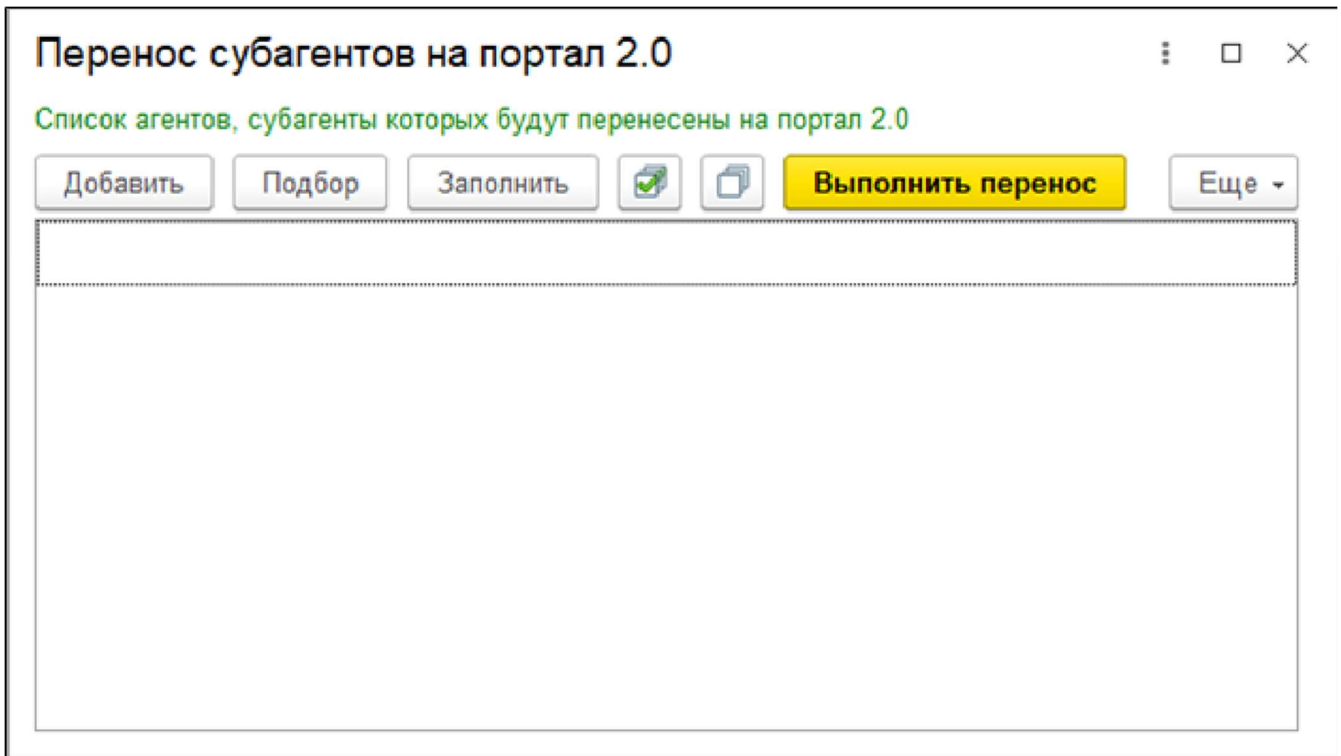 Перенос субагентов на портал 2.0
Список агентов, субагенты которых будут перенесены на портал 2.0
Добавить Подбор Заполнить Выполнить перенос Еще